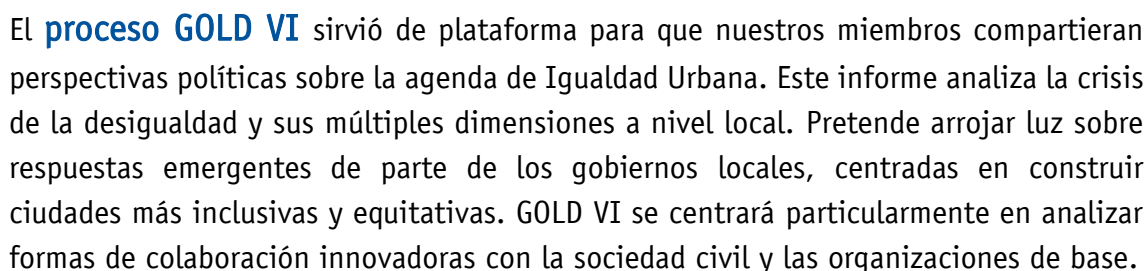 El proceso GOLD VI sirvió de plataforma para que nuestros miembros compartieran
perspectivas políticas sobre la agenda de Igualdad Urbana. Este informe analiza la crisis
de la desigualdad y sus múltiples dimensiones a nivel local. Pretende arrojar luz sobre
respuestas emergentes de parte de los gobiernos locales, centradas en construir
ciudades más inclusivas y equitativas. GOLD VI se centrará particularmente en analizar
formas de colaboración innovadoras con la sociedad civil y las organizaciones de base.